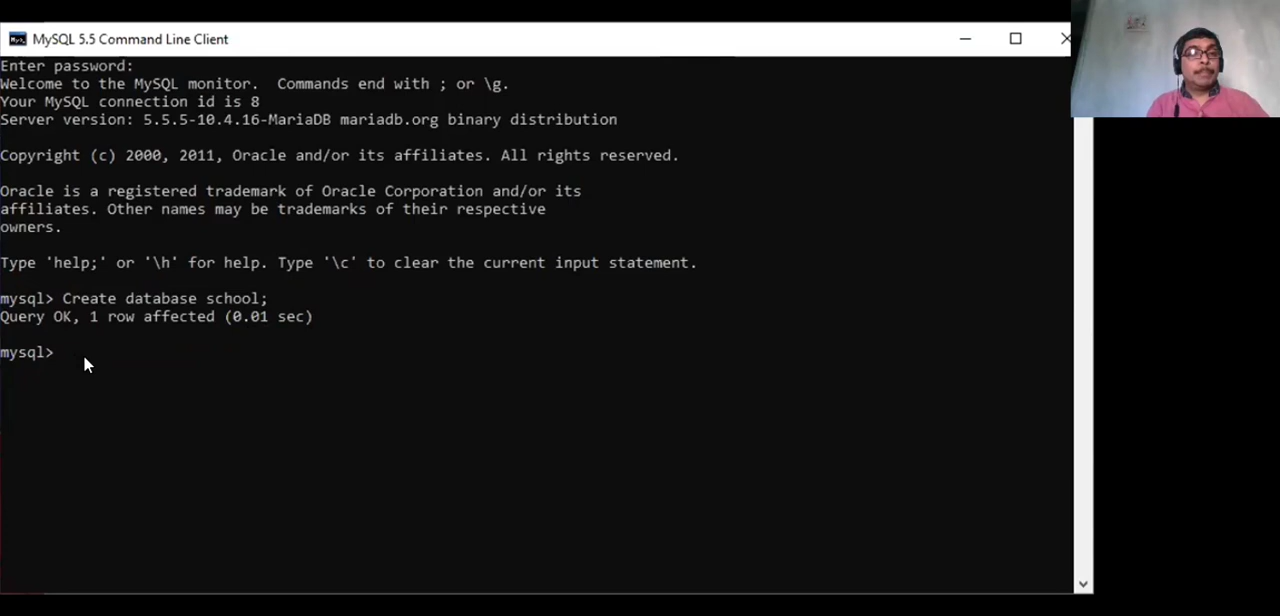 MySQL 5.5 Command Line Client
Enter password:
Welcome to the MySQL monitor.  Commands end with ; or \g.
Your MySQL connection id is 8
Server version: 5.5.5-10.4.16-MariaDB mariadb.org binary distribution
Copyright (c) 2000, 2011, Oracle and/or its affiliates. All rights reserved.
Oracle is a registered trademark of Oracle Corporation and/or its
affiliates. Other names may be trademarks of their respective
owners.
Type 'help;' or '\h' for help. Type '\c' to clear the current input statement.
mysql> Create database school;
Query OK, 1 row affected (0.01 sec)
mysql>